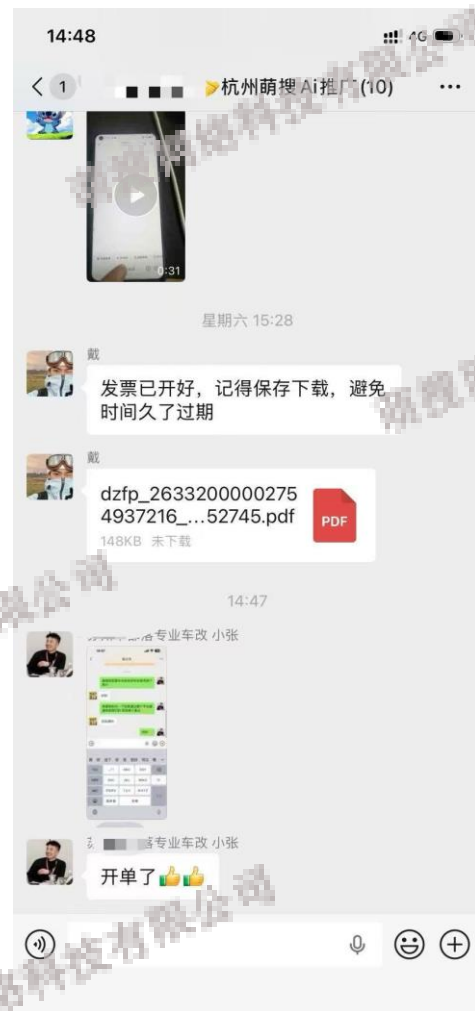 14:48
4G
1
杭州萌搜Ai推广(10)
0:31
星期六 15:28
戴
发票已开好，记得保存下载，避免
时间久了过期
戴
dzfp_2633200000275
4937216_...52745.pdf
PDF
148KB 未下载
14:47
部落专业车改 小张
落专业车改 小张
开单了👍👍